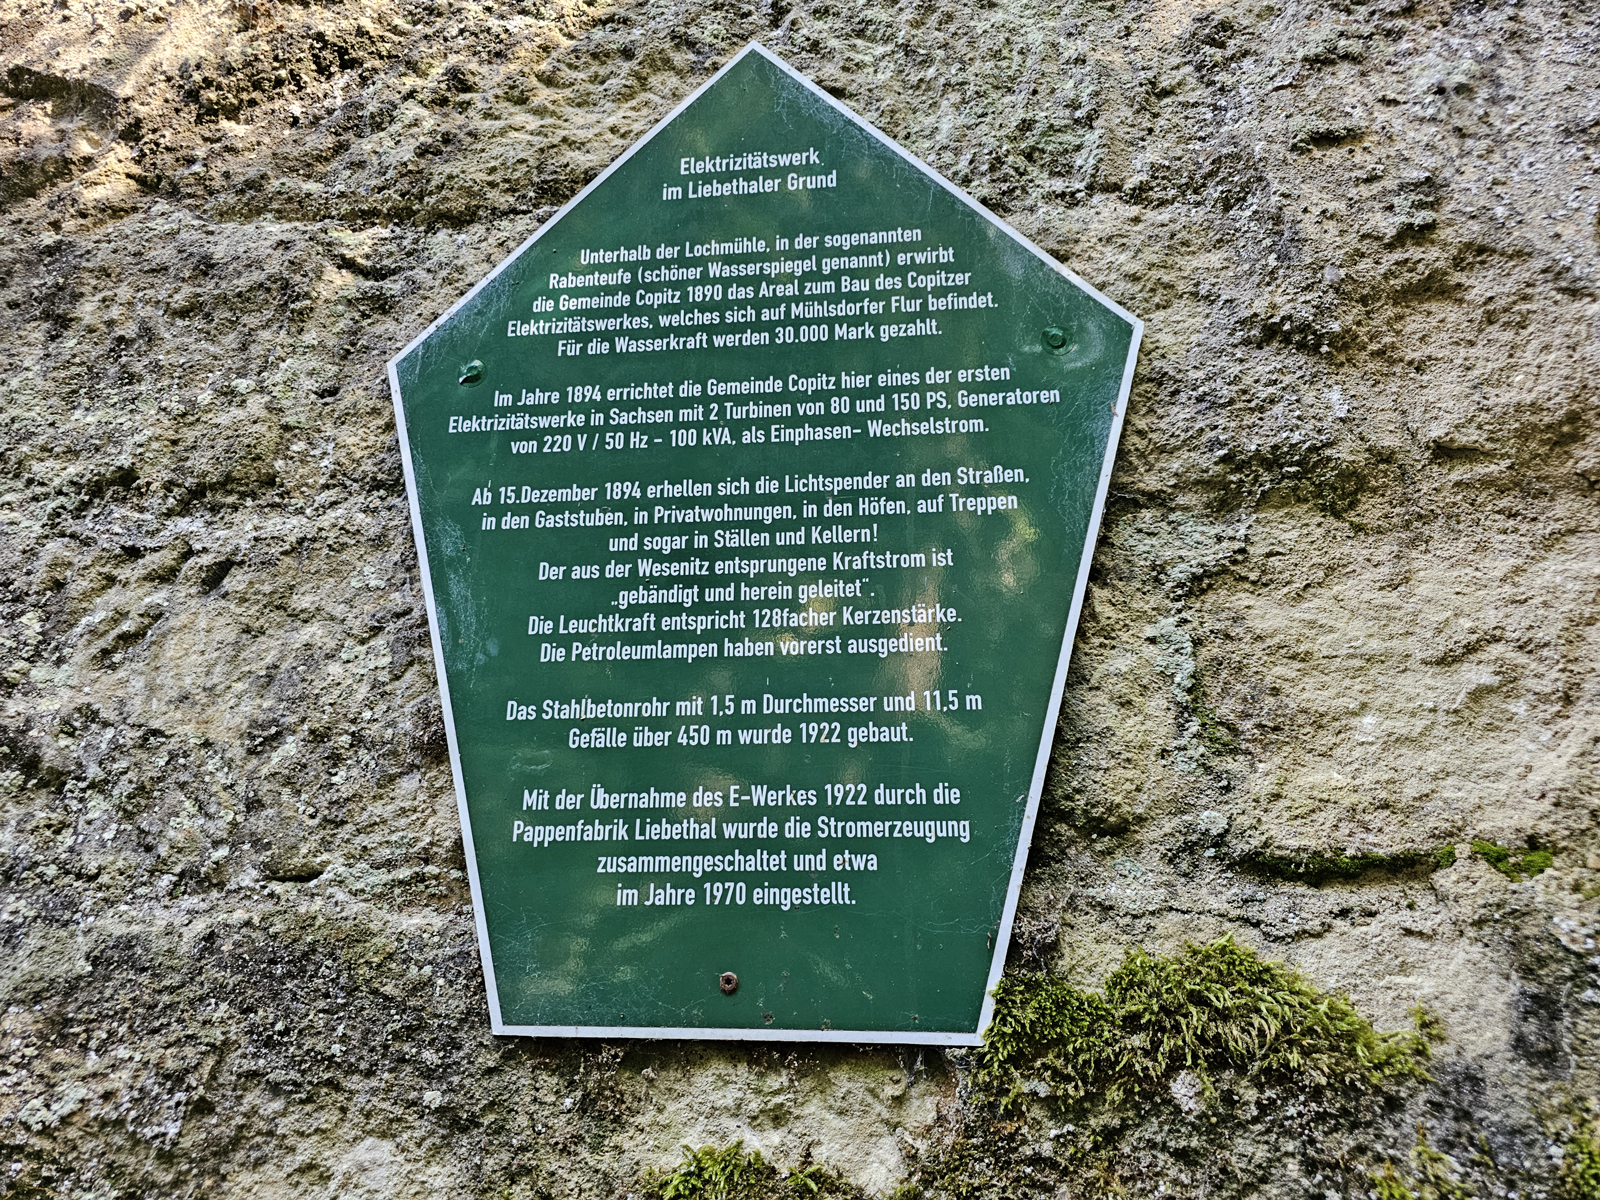 Elektrizitätswerk
im Liebethaler Grund
Unterhalb der Lochmühle, in der sogenannten
Rabenteufe (schöner Wasserspiegel genannt) erwirbt
die Gemeinde Copitz 1890 das Areal zum Bau des Copitzer
Elektrizitätswerkes, welches sich auf Mühlsdorfer Flur befindet.
Für die Wasserkraft werden 30.000 Mark gezahlt.
Im Jahre 1894 errichtet die Gemeinde Copitz hier eines der ersten
Elektrizitätswerke in Sachsen mit 2 Turbinen von 80 und 150 PS, Generatoren
von 220 V / 50 Hz - 100 kVA, als Einphasen- Wechselstrom.
Ab 15.Dezember 1894 erhellen sich die Lichtspender an den Straßen,
in den Gaststuben, in Privatwohnungen, in den Höfen, auf Treppen
und sogar in Ställen und Kellern!
Der aus der Wesenitz entsprungene Kraftstrom ist
„gebändigt und herein geleitet".
Die Leuchtkraft entspricht 128facher Kerzenstärke.
Die Petroleumlampen haben vorerst ausgedient.
Das Stahlbetonrohr mit 1,5 m Durchmesser und 11,5 m
Gefälle über 450 m wurde 1922 gebaut.
Mit der Übernahme des E-Werkes 1922 durch die
Pappenfabrik Liebethal wurde die Stromerzeugung
zusammengeschaltet und etwa
im Jahre 1970 eingestellt.